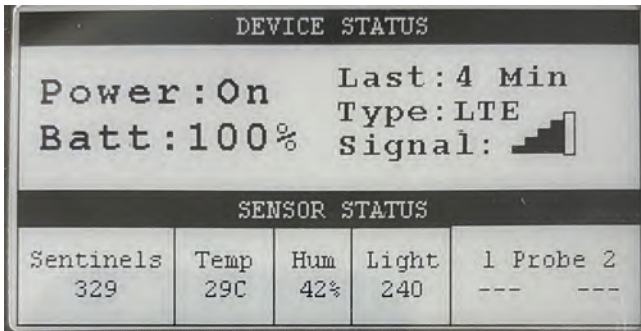 DEVICE STATUS
Power:On
Batt:100%
Last:4 Min
Type:LTE
Signal:
SENSOR STATUS
Sentinels Temp Hum Light 1 Probe 2
329 29C 42% 240 --- ---